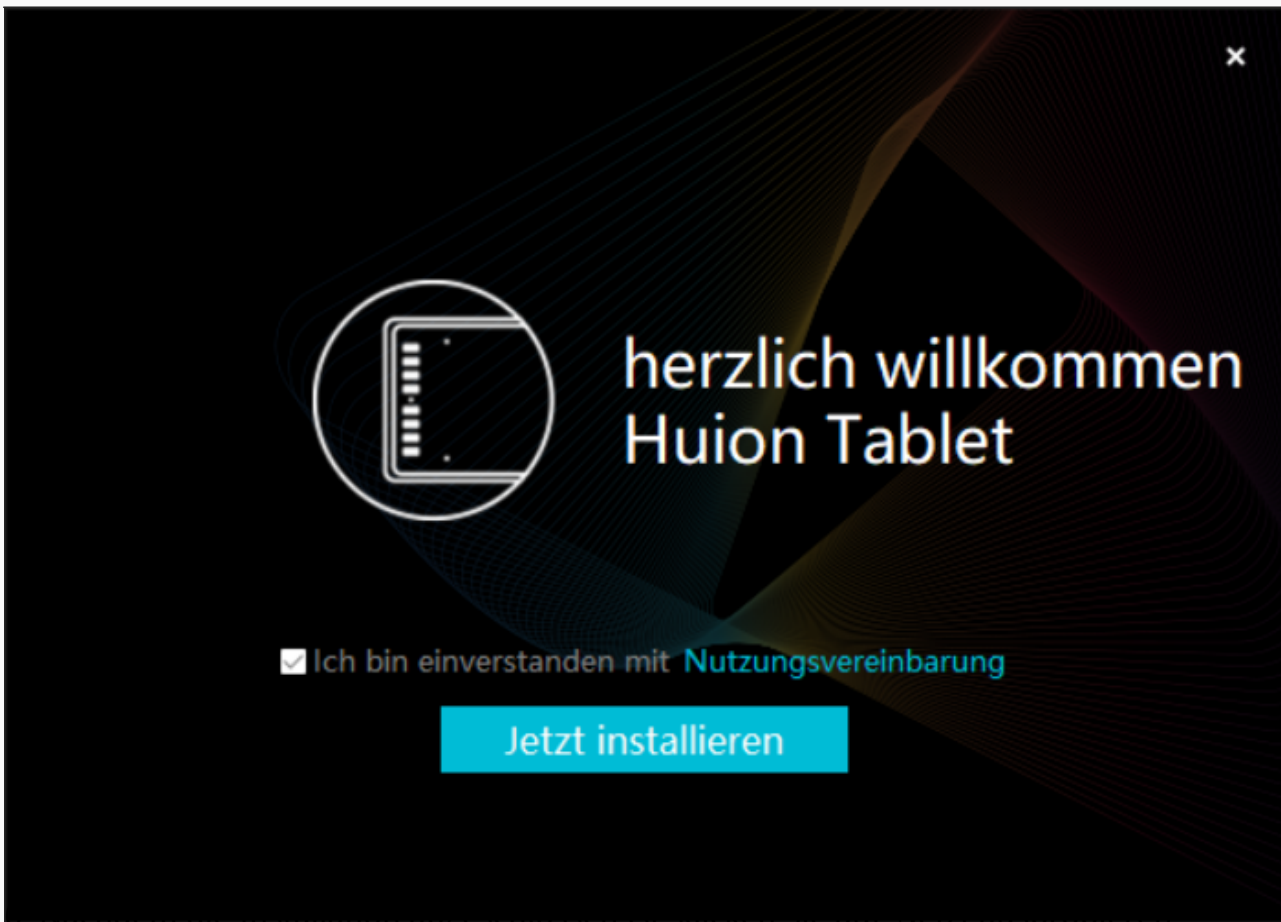 herzlich willkommen
Huion Tablet
Ich bin einverstanden mit Nutzungsvereinbarung
Jetzt installieren